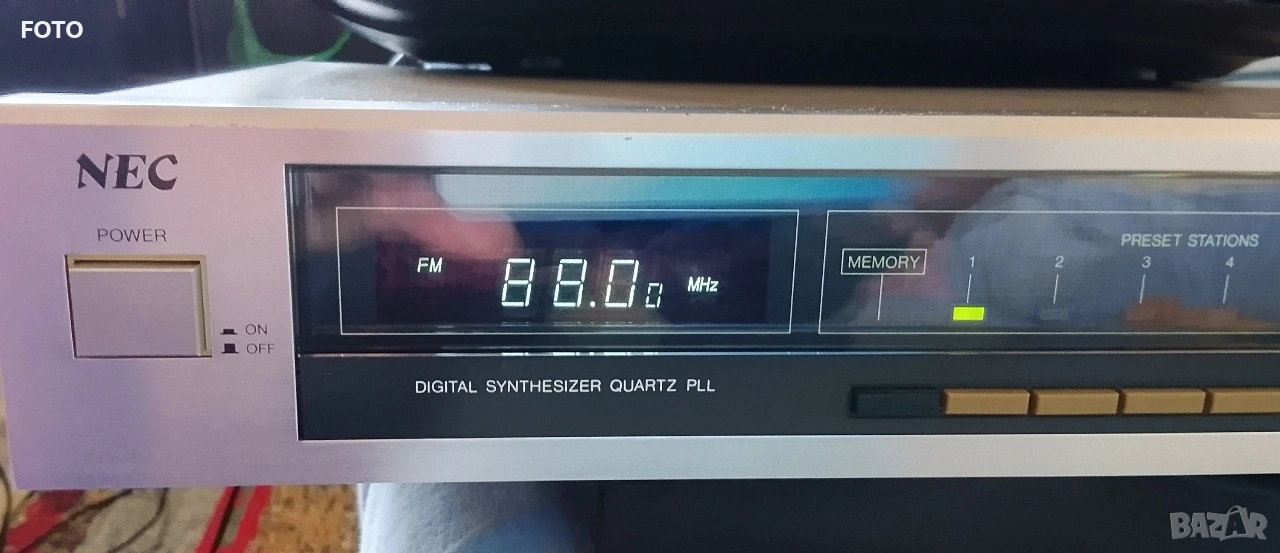 FOTO
NEC
POWER
ON
OFF
FM 88.00 MHz
DIGITAL SYNTHESIZER QUARTZ PLL
PRESET STATIONS
MEMORY 1 2 3 4
BAZAR